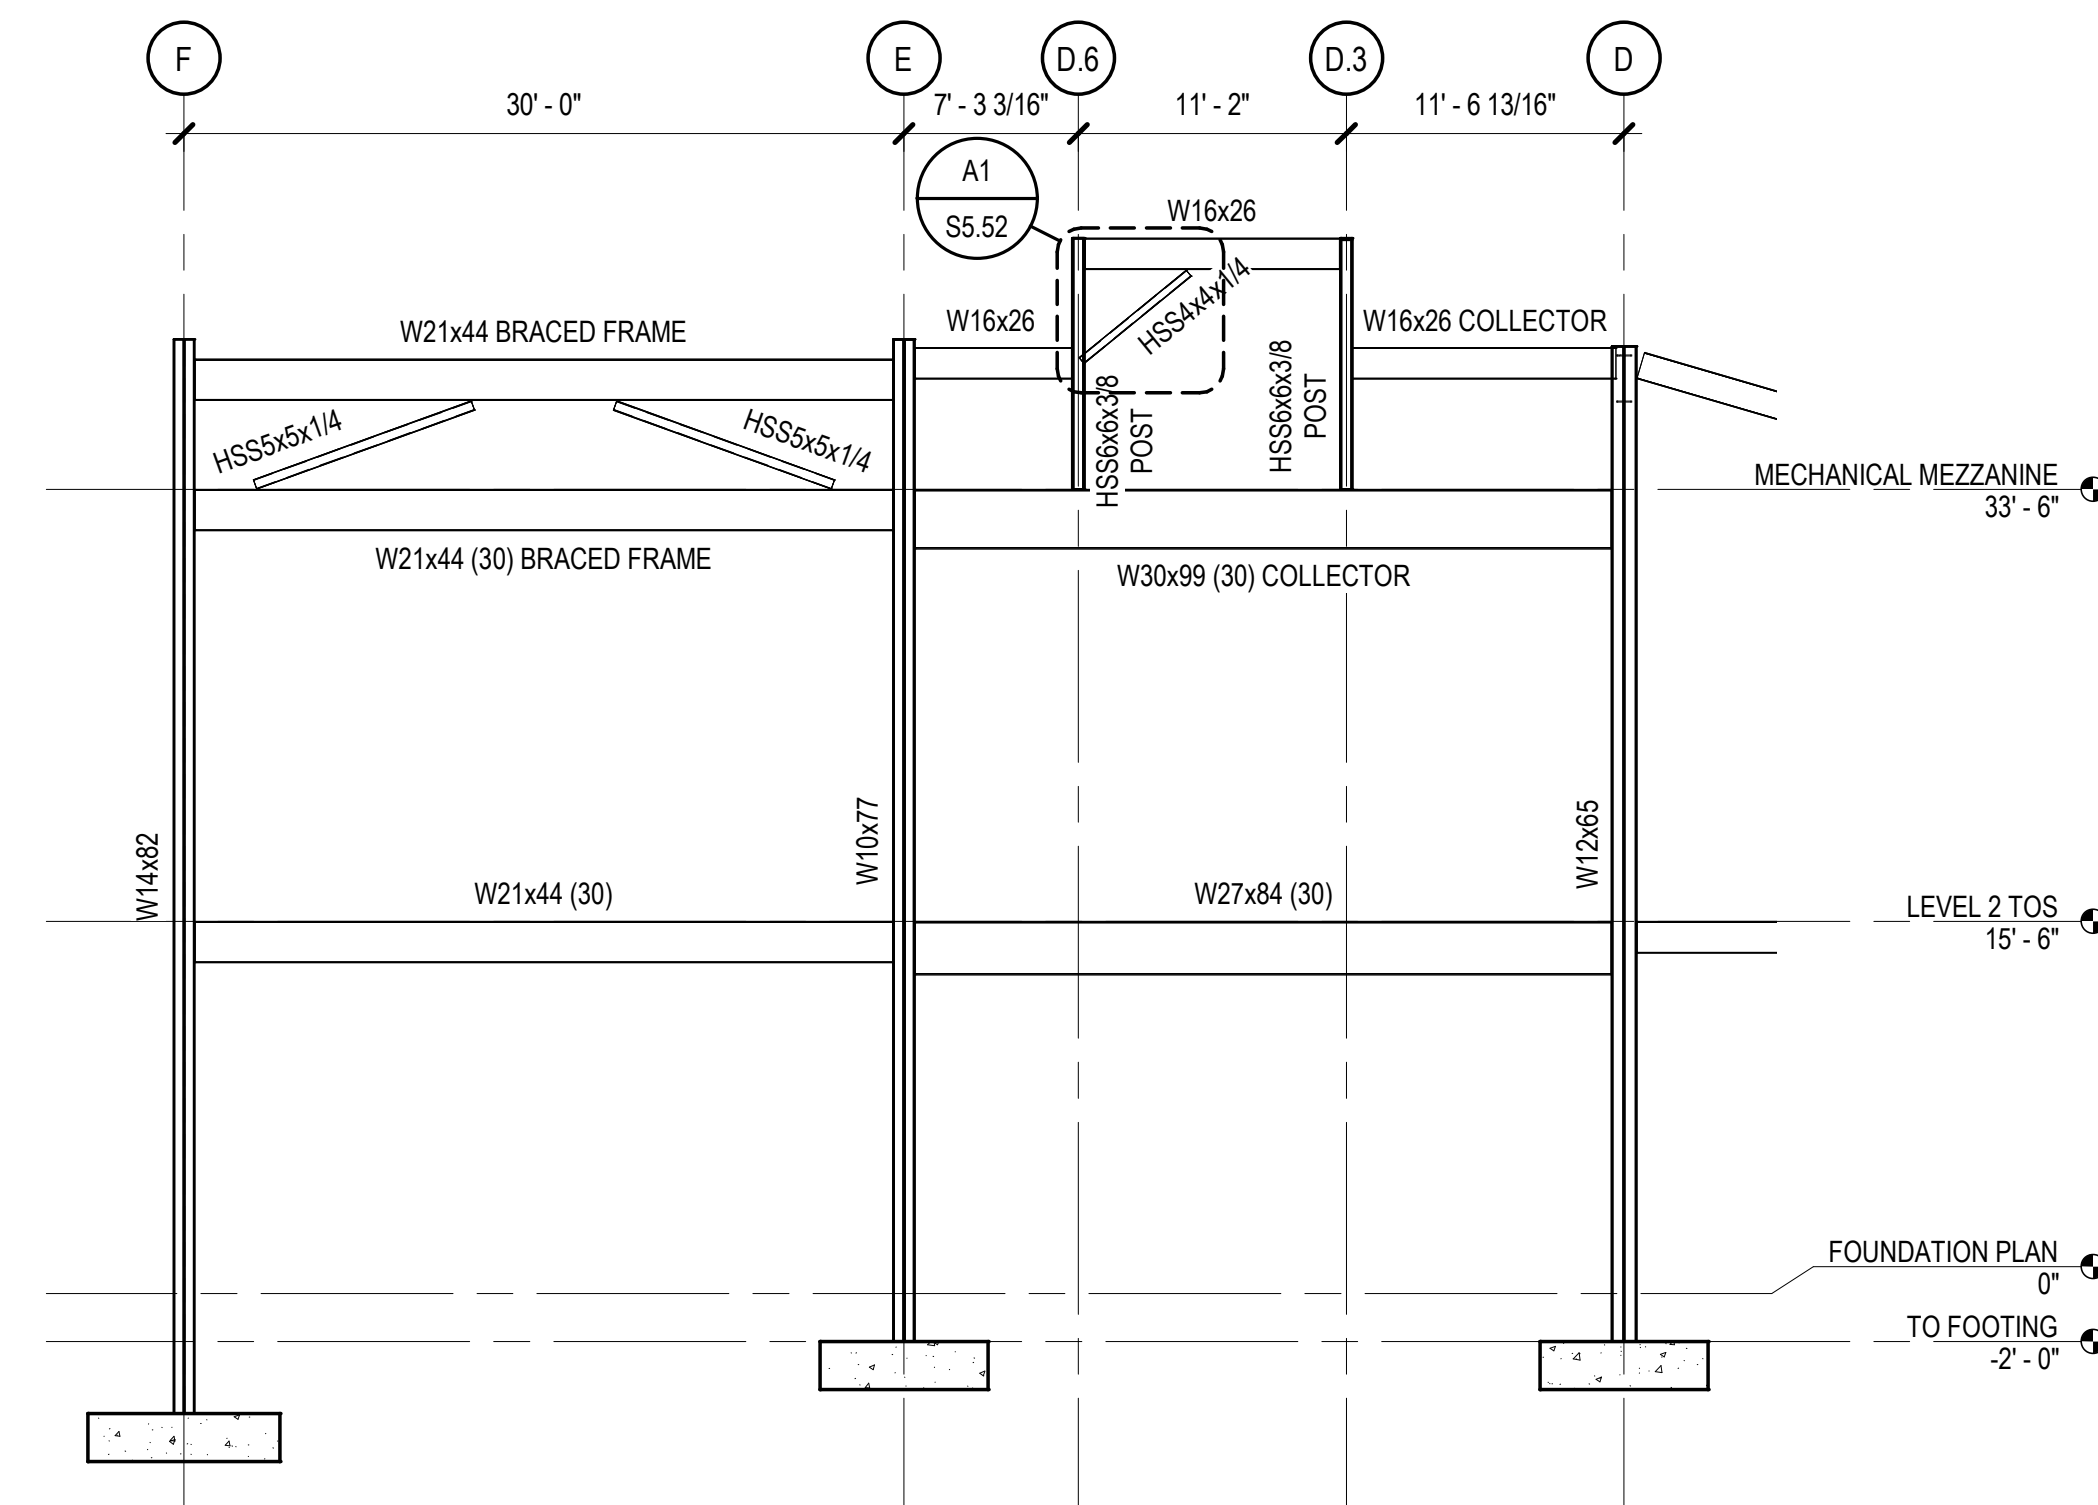 F
E
D.6
D.3
D
30' - 0"
7' - 3 3/16"
11' - 2"
11' - 6 13/16"
A1
S5.52
W16x26
HSS4x4x1/4
W21x44 BRACED FRAME
W16x26
W16x26 COLLECTOR
HSS5x5x1/4
HSS5x5x1/4
HSS6x6x3/8
POST
HSS6x6x3/8
POST
MECHANICAL MEZZANINE
33' - 6"
W21x44 (30) BRACED FRAME
W30x99 (30) COLLECTOR
W14x82
W10x77
W12x65
W21x44 (30)
W27x84 (30)
LEVEL 2 TOS
15' - 6"
FOUNDATION PLAN
0"
TO FOOTING
-2' - 0"